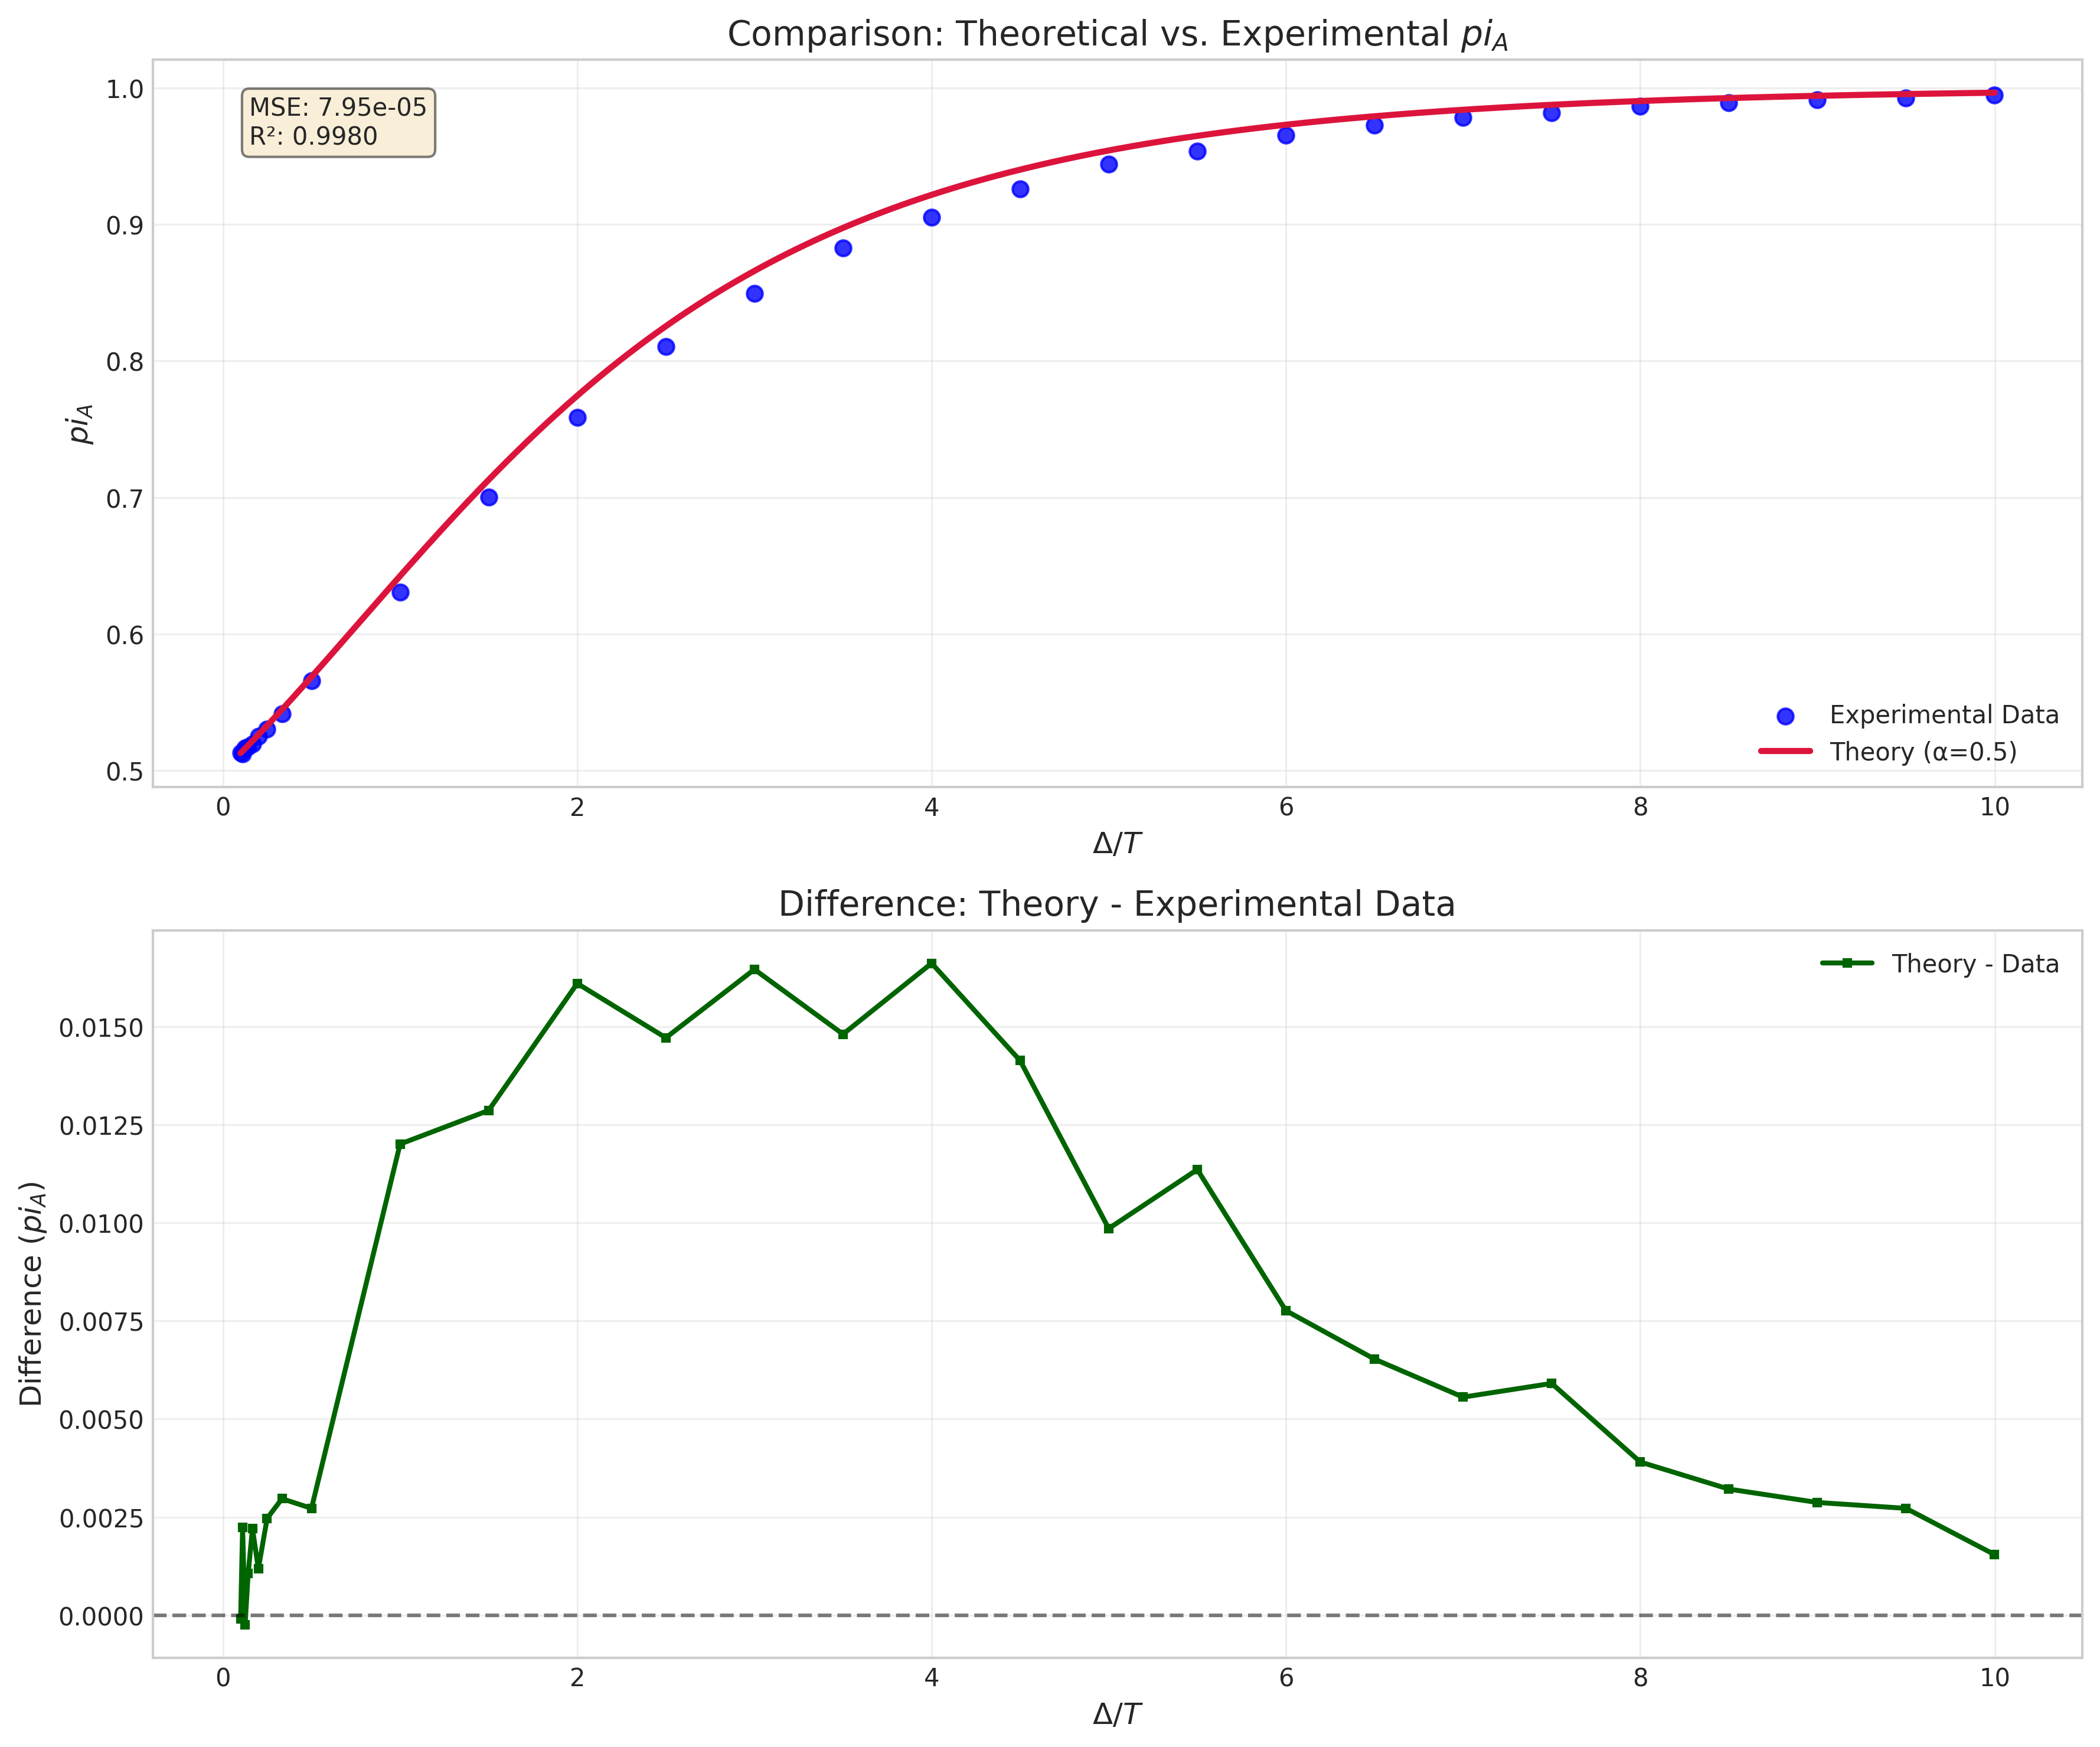 Comparison: Theoretical vs. Experimental pi_A
MSE: 7.95e-05
R²: 0.9980
pi_A
1.0
0.9
0.8
0.7
0.6
0.5
Experimental Data
Theory (α=0.5)
0 2 4 6 8 10
Δ/T
Difference: Theory - Experimental Data
Theory - Data
Difference (pi_A)
0.0150
0.0125
0.0100
0.0075
0.0050
0.0025
0.0000
0 2 4 6 8 10
Δ/T